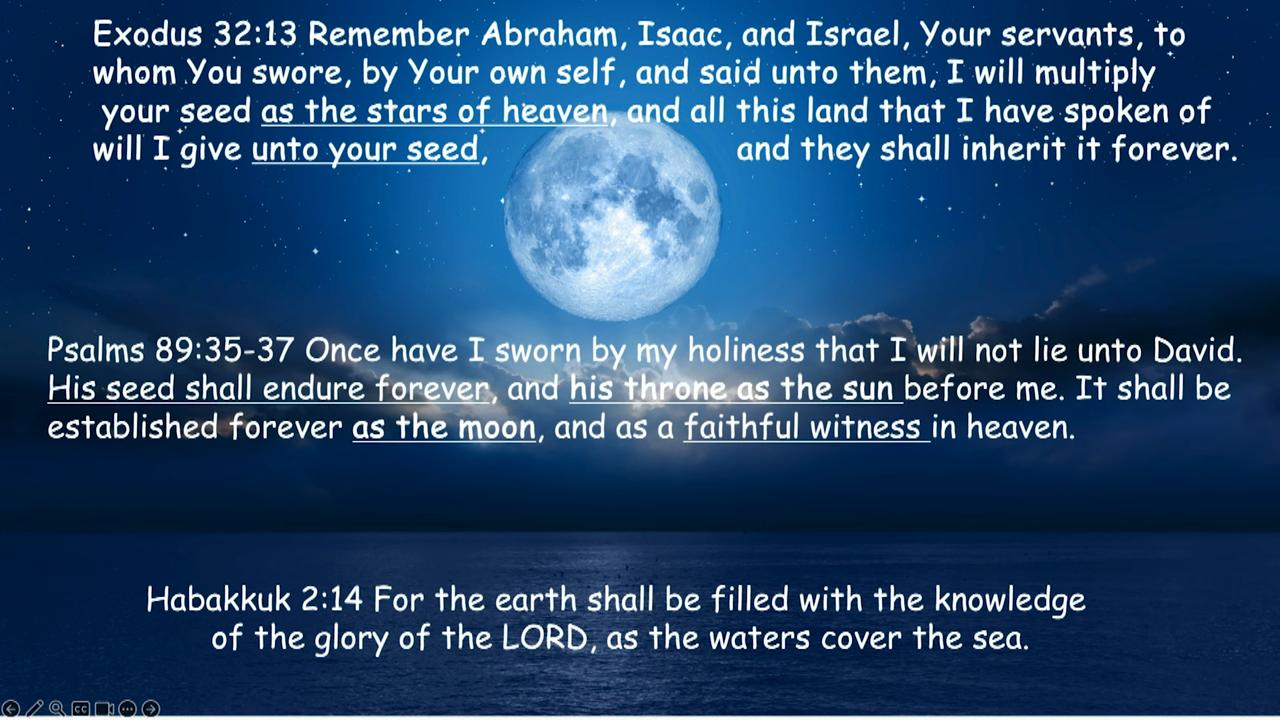 Exodus 32:13 Remember Abraham, Isaac, and Israel, Your servants, to
whom You swore, by Your own self, and said unto them, I will multiply
your seed as the stars of heaven, and all this land that I have spoken of
will I give unto your seed, and they shall inherit it forever.
Psalms 89:35-37 Once have I sworn by my holiness that I will not lie unto David.
His seed shall endure forever, and his throne as the sun before me. It shall be
established forever as the moon, and as a faithful witness in heaven.
Habakkuk 2:14 For the earth shall be filled with the knowledge
of the glory of the LORD, as the waters cover the sea.
CC